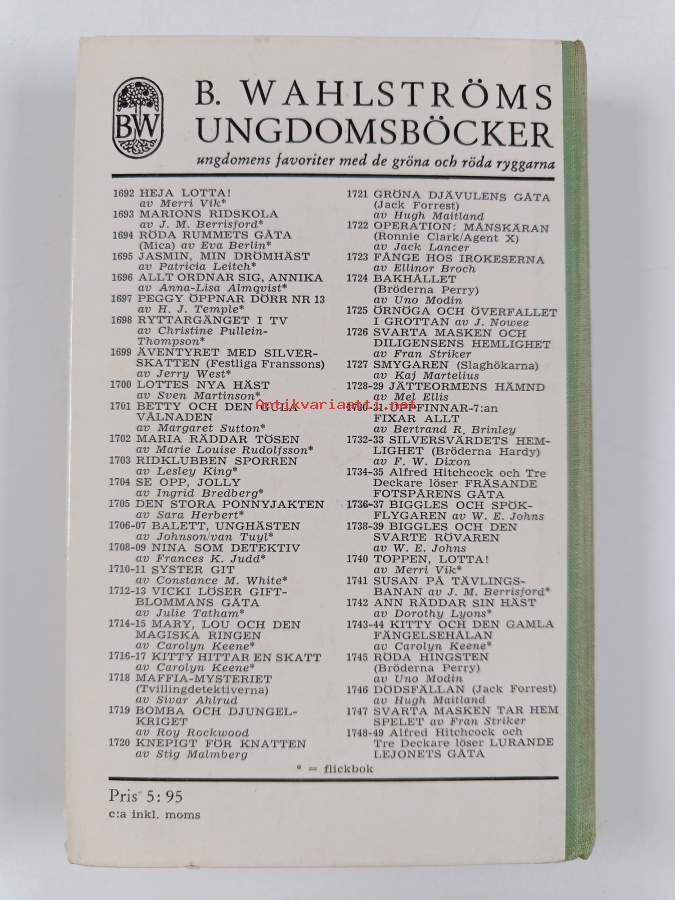 BW
B. WAHLSTRÖMS
UNGDOMSBÖCKER
ungdomens favoriter med de gröna och röda ryggarna
1692 HEJA LOTTA!
av Merri Vik*
1693 MARIONS RIDSKOLA
av J. M. Berrisford*
1694 RÖDA RUMMETS GÅTA
(Mica) av Eva Berlin*
1695 JASMIN, MIN DRÖMHÄST
av Patricia Leitch*
1696 ALLT ORDNAR SIG, ANNIKA
av Anna-Lisa Almqvist*
1697 PEGGY ÖPPNAR DÖRR NR 13
av H. J. Temple*
1698 RYTTARGÄNGET I TV
av Christine Pullein-
Thompson*
1699 ÄVENTYRET MED SILVER-
SKATTEN (Festliga Franssons)
av Jerry West*
1700 LOTTES NYA HÄST
av Sven Martinson*
1701 BETTY OCH DEN GULA
VÅLNADEN
av Margaret Sutton*
1702 MARIA RÄDDAR TÖSEN
av Marie Louise Rudolfsson*
1703 RIDKLUBBEN SPORREN
av Lesley King*
1704 SE OPP, JOLLY
av Ingrid Bredberg*
1705 DEN STORA PONNYJAKTEN
av Sara Herbert*
1706-07 BALETT, UNGHÄSTEN
av Johnson/van Tuyl*
1708-09 NINA SOM DETEKTIV
av Frances K. Judd*
1710-11 SYSTER GIT
av Constance M. White*
1712-13 VICKI LÖSER GIFT-
BLOMMANS GÅTA
av Julie Tatham*
1714-15 MARY, LOU OCH DEN
MAGISKA RINGEN
av Carolyn Keene*
1716-17 KITTY HITTAR EN SKATT
av Carolyn Keene*
1718 MAFFIA-MYSTERIET
(Tvillingdetektiverna)
av Sivar Ahlrud
1719 BOMBA OCH DJUNGEL-
KRIGET
av Roy Rockwood
1720 KNEPIGT FÖR KNATTEN
av Stig Malmberg
1721 GRÖNA DJÄVULENS GÅTA
(Jack Forrest)
av Hugh Maitland
1722 OPERATION: MÅNSKÄRAN
(Ronnie Clark/Agent X)
av Jack Lancer
1723 FÅNGE HOS IROKESERNA
av Ellinor Broch
1724 BAKHÅLLET
(Bröderna Perry)
av Uno Modin
1725 ÖRNÖGA OCH ÖVERFALLET
I GROTTAN av J. Nowee
1726 SVARTA MASKEN OCH
DILIGENSENS HEMLIGHET
av Fran Striker
1727 SMYGAREN (Slaghökarna)
av Kaj Martelius
1728-29 JÄTTEORMENS HÄMND
av Mel Ellis
1730-31 UPPFINNAR-7:an
FIXAR ALLT
av Bertrand R. Brinley
1732-33 SILVERSVÄRDETS HEM-
LIGHET (Bröderna Hardy)
av F. W. Dixon
1734-35 Alfred Hitchcock och Tre
Deckare löser FRÄSANDE
FOTSPÅRENS GÅTA
1736-37 BIGGLES OCH SPÖK-
FLYGAREN av W. E. Johns
1738-39 BIGGLES OCH DEN
SVARTE RÖVAREN
av W. E. Johns
1740 TOPPEN, LOTTA!
av Merri Vik*
1741 SUSAN PÅ TÄVLINGS-
BANAN av J. M. Berrisford*
1742 ANN RÄDDAR SIN HÄST
av Dorothy Lyons*
1743-44 KITTY OCH DEN GAMLA
FÄNGELSEHÅLAN
av Carolyn Keene*
1745 RÖDA HINGSTEN
(Bröderna Perry)
av Uno Modin
1746 DÖDSFÄLLAN (Jack Forrest)
av Hugh Maitland
1747 SVARTA MASKEN TAR HEM
SPELET av Fran Striker
1748-49 Alfred Hitchcock och
Tre Deckare löser LURANDE
LEJONETS GÅTA
* = flickbok
Pris 5:95
c:a inkl. moms
Antikvariaatti.net